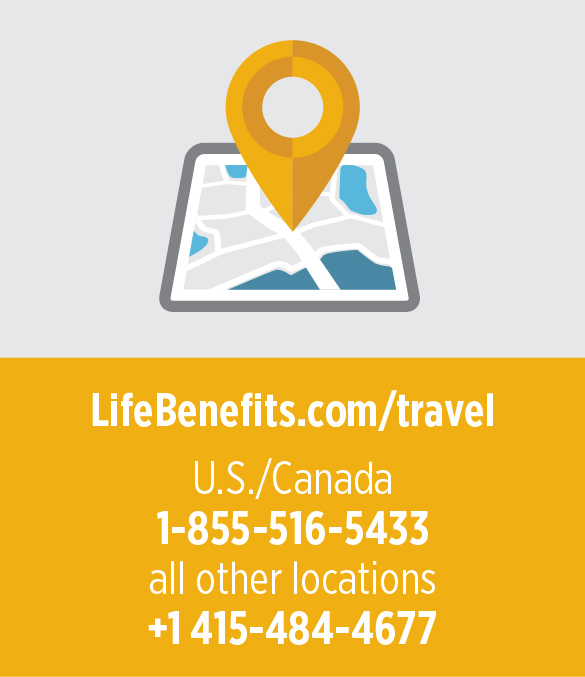 LifeBenefits.com/travel
U.S./Canada
1-855-516-5433
all other locations
+1 415-484-4677